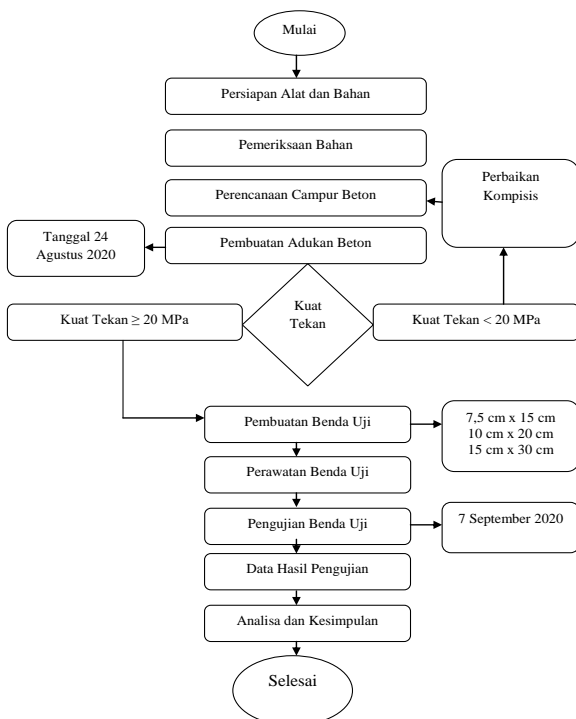 Mulai
Persiapan Alat dan Bahan
Pemeriksaan Bahan
Perencanaan Campur Beton
Perbaikan
Kompisis
Tanggal 24
Agustus 2020
Pembuatan Adukan Beton
Kuat Tekan ≥ 20 MPa
Kuat
Tekan
Kuat Tekan < 20 MPa
Pembuatan Benda Uji
7,5 cm x 15 cm
10 cm x 20 cm
15 cm x 30 cm
Perawatan Benda Uji
Pengujian Benda Uji
7 September 2020
Data Hasil Pengujian
Analisa dan Kesimpulan
Selesai